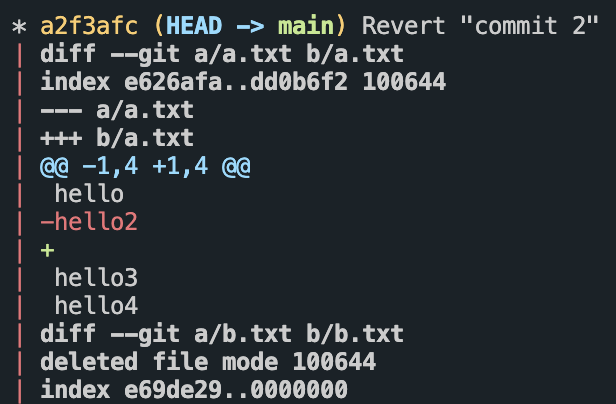 * a2f3afc (HEAD -> main) Revert "commit 2"
| diff --git a/a.txt b/a.txt
| index e626afa..dd0b6f2 100644
| --- a/a.txt
| +++ b/a.txt
| @@ -1,4 +1,4 @@
|  hello
| -hello2
| +
|  hello3
|  hello4
| diff --git a/b.txt b/b.txt
| deleted file mode 100644
| index e69de29..0000000